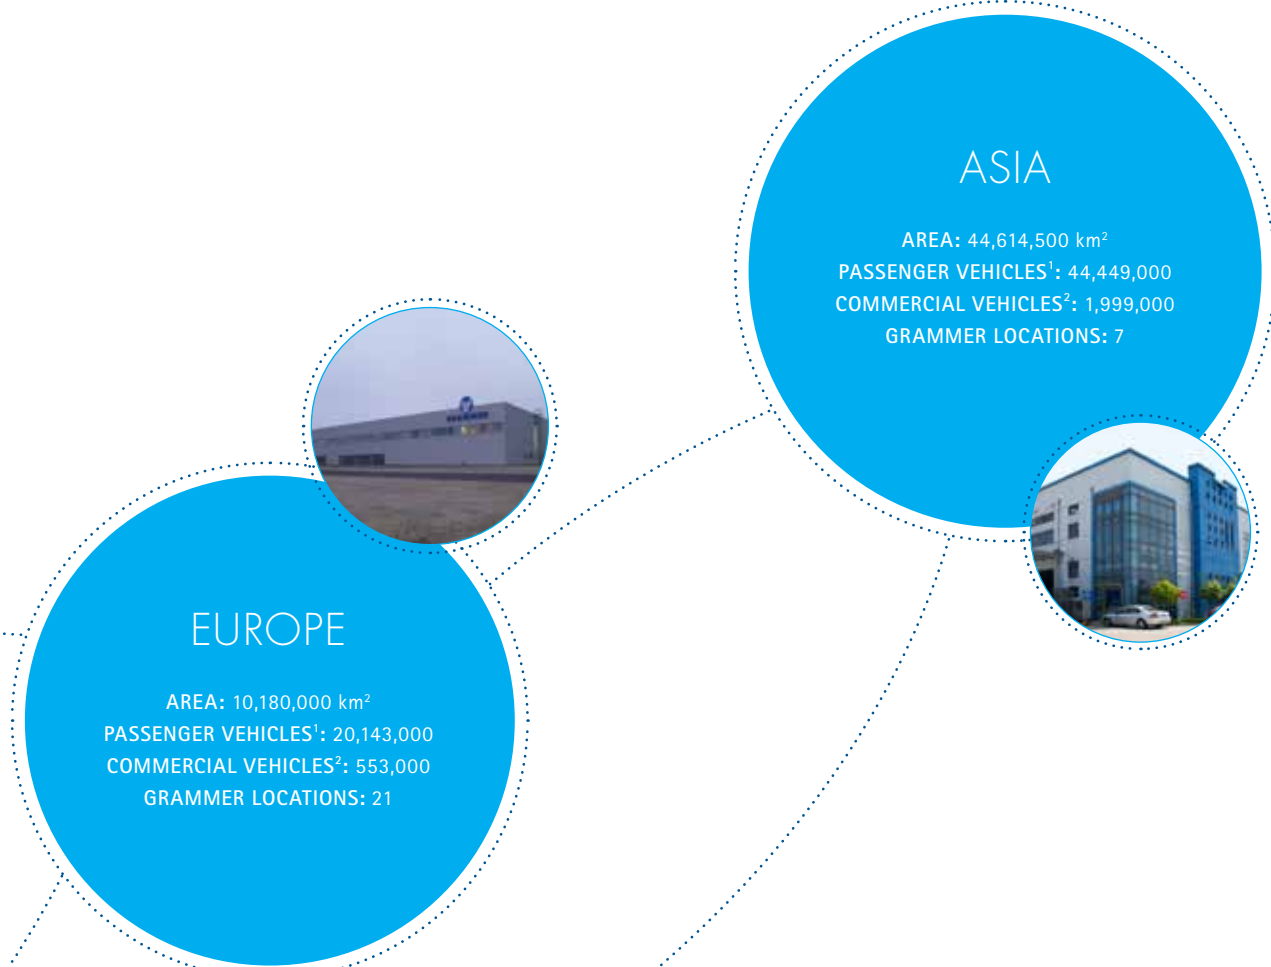 ASIA
AREA: 44,614,500 km²
PASSENGER VEHICLES¹: 44,449,000
COMMERCIAL VEHICLES²: 1,999,000
GRAMMER LOCATIONS: 7
GRAMMER
EUROPE
AREA: 10,180,000 km²
PASSENGER VEHICLES¹: 20,143,000
COMMERCIAL VEHICLES²: 553,000
GRAMMER LOCATIONS: 21